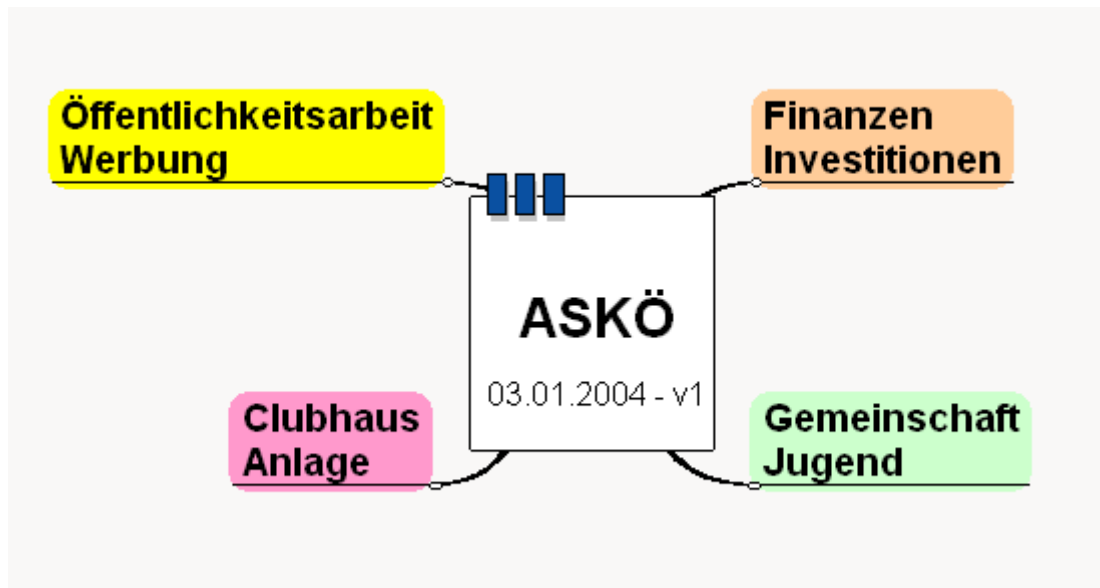 Öffentlichkeitsarbeit
Werbung
Finanzen
Investitionen
ASKÖ
03.01.2004 - v1
Clubhaus
Anlage
Gemeinschaft
Jugend